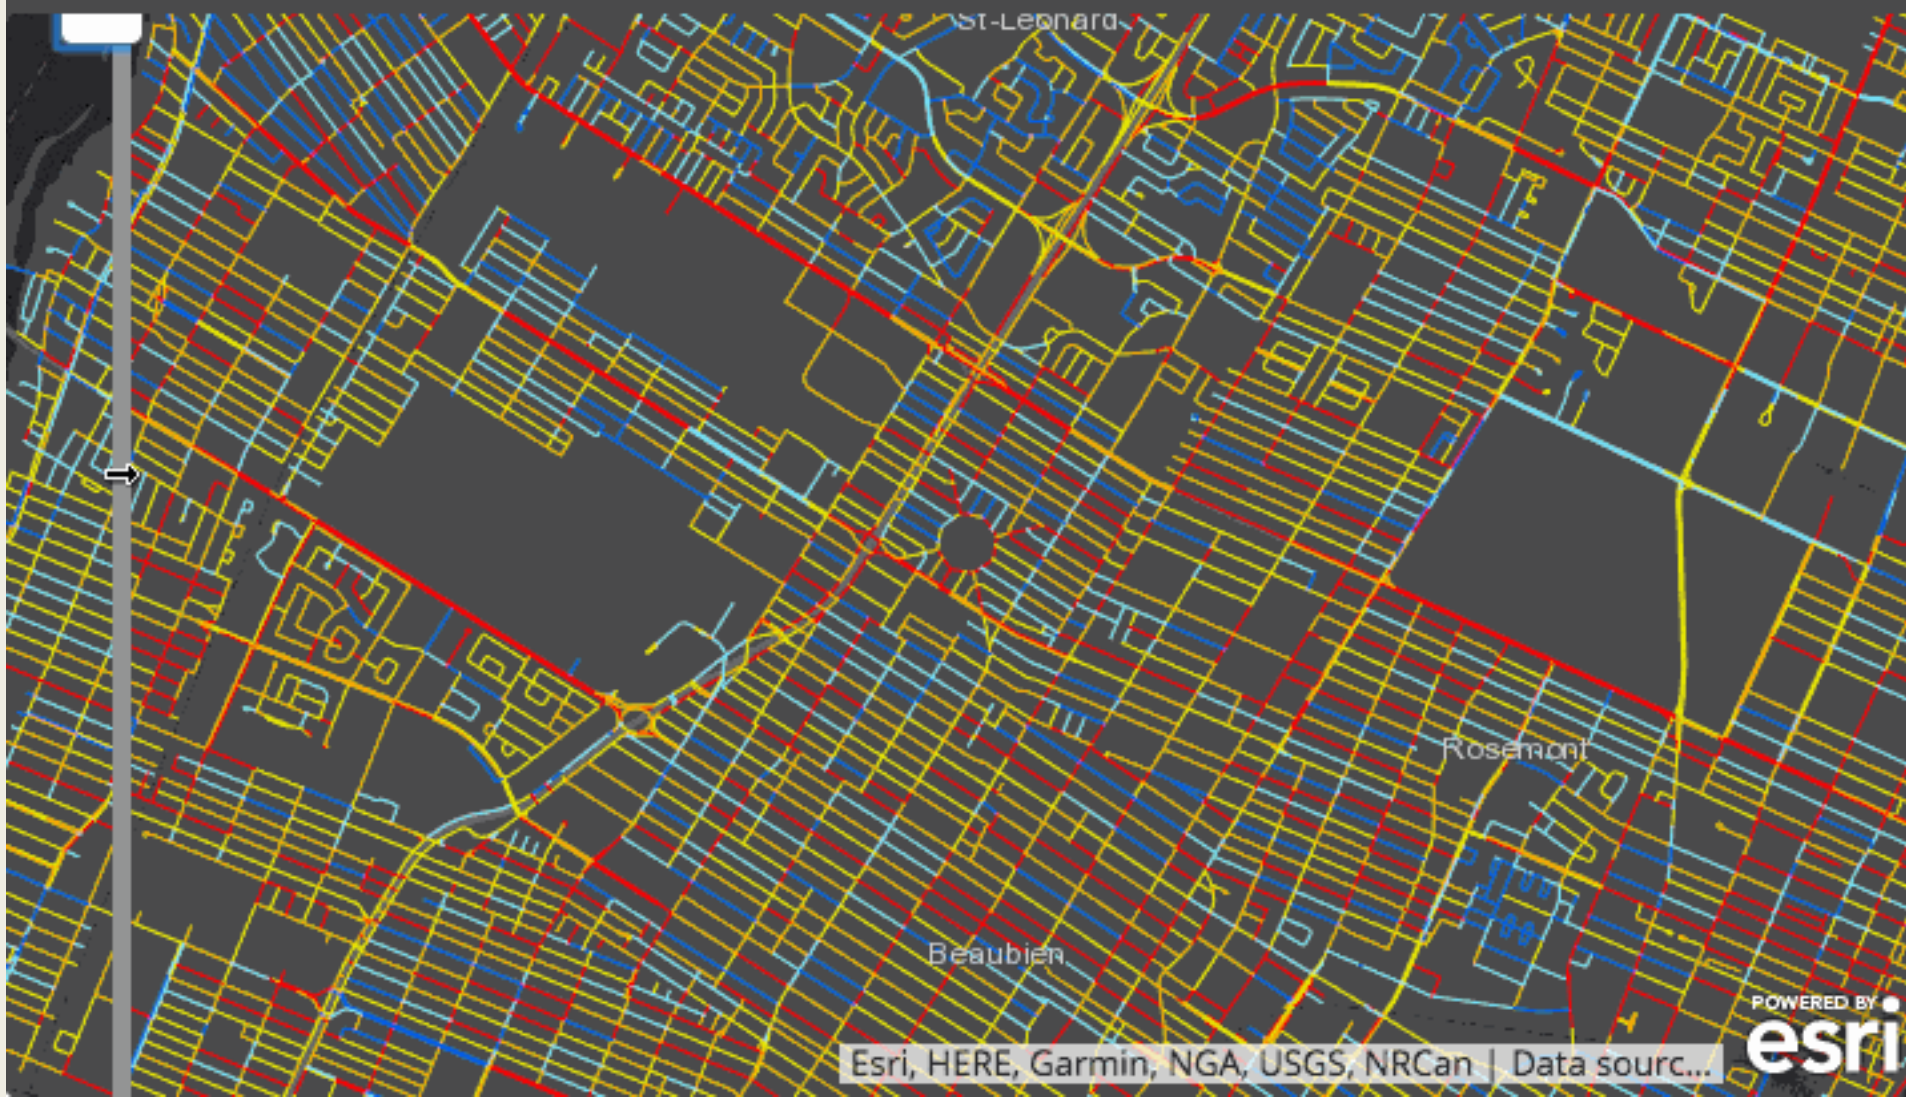 St-Leonard
Rosemont
Beaubien
POWERED BY
esri
Esri, HERE, Garmin, NGA, USGS, NRCan | Data sourc...